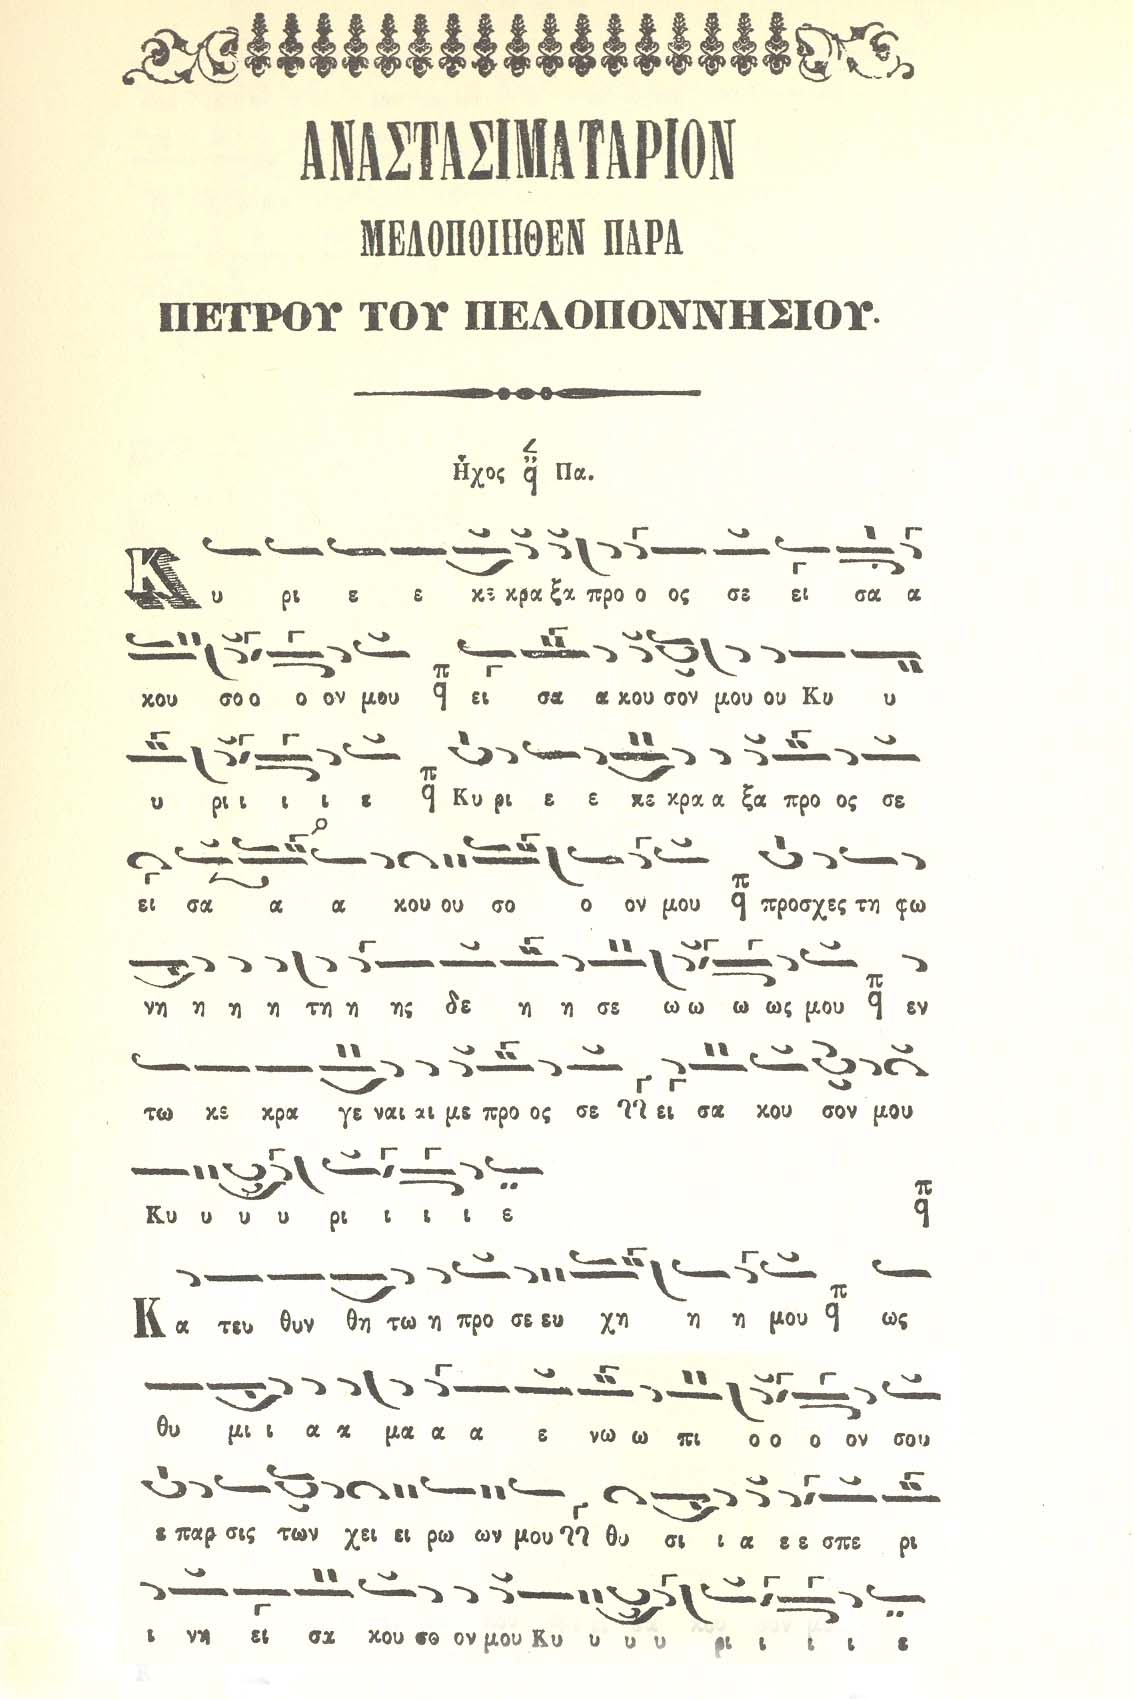 ΑΝΑΣΤΑΣΙΜΑΤΑΡΙΟΝ
ΜΕΛΟΠΟΙΗΘΕΝ ΠΑΡΑ
ΠΕΤΡΟΥ ΤΟΥ ΠΕΛΟΠΟΝΝΗΣΙΟΥ.
Ἦχος Πα.
Κ υ ρι ε ε κε κρα ξα προ ο ος σε ει σα α
κου σο ο ο ον μου ει σα α κου σον μου ου Κυ υ
υ ρι ι ι ι ε Κυ ρι ε ε κε κρα α ξα προ ος σε
ει σα α α κου ου σο ο ον μου προσχες τη φω
νη η η η τη η ης δε η η σε ω ω ω ως μου εν
τω κε κρα γε ναι αι με προ ος σε ει σα κου σον μου
Κυ υ υ υ ρι ι ι ι ε
Κ α τευ θυν θη τω η προ σε ευ χη η η μου ως
θυ μι ι α α μα α α ε νω ω πι ο ο ο ον σου
ε παρ σις των χει ει ρω ων μου θυ σι ι α ε ε σπε ρι
ι νη ει σα κου σο ον μου Κυ υ υ υ ρι ι ι ι ε